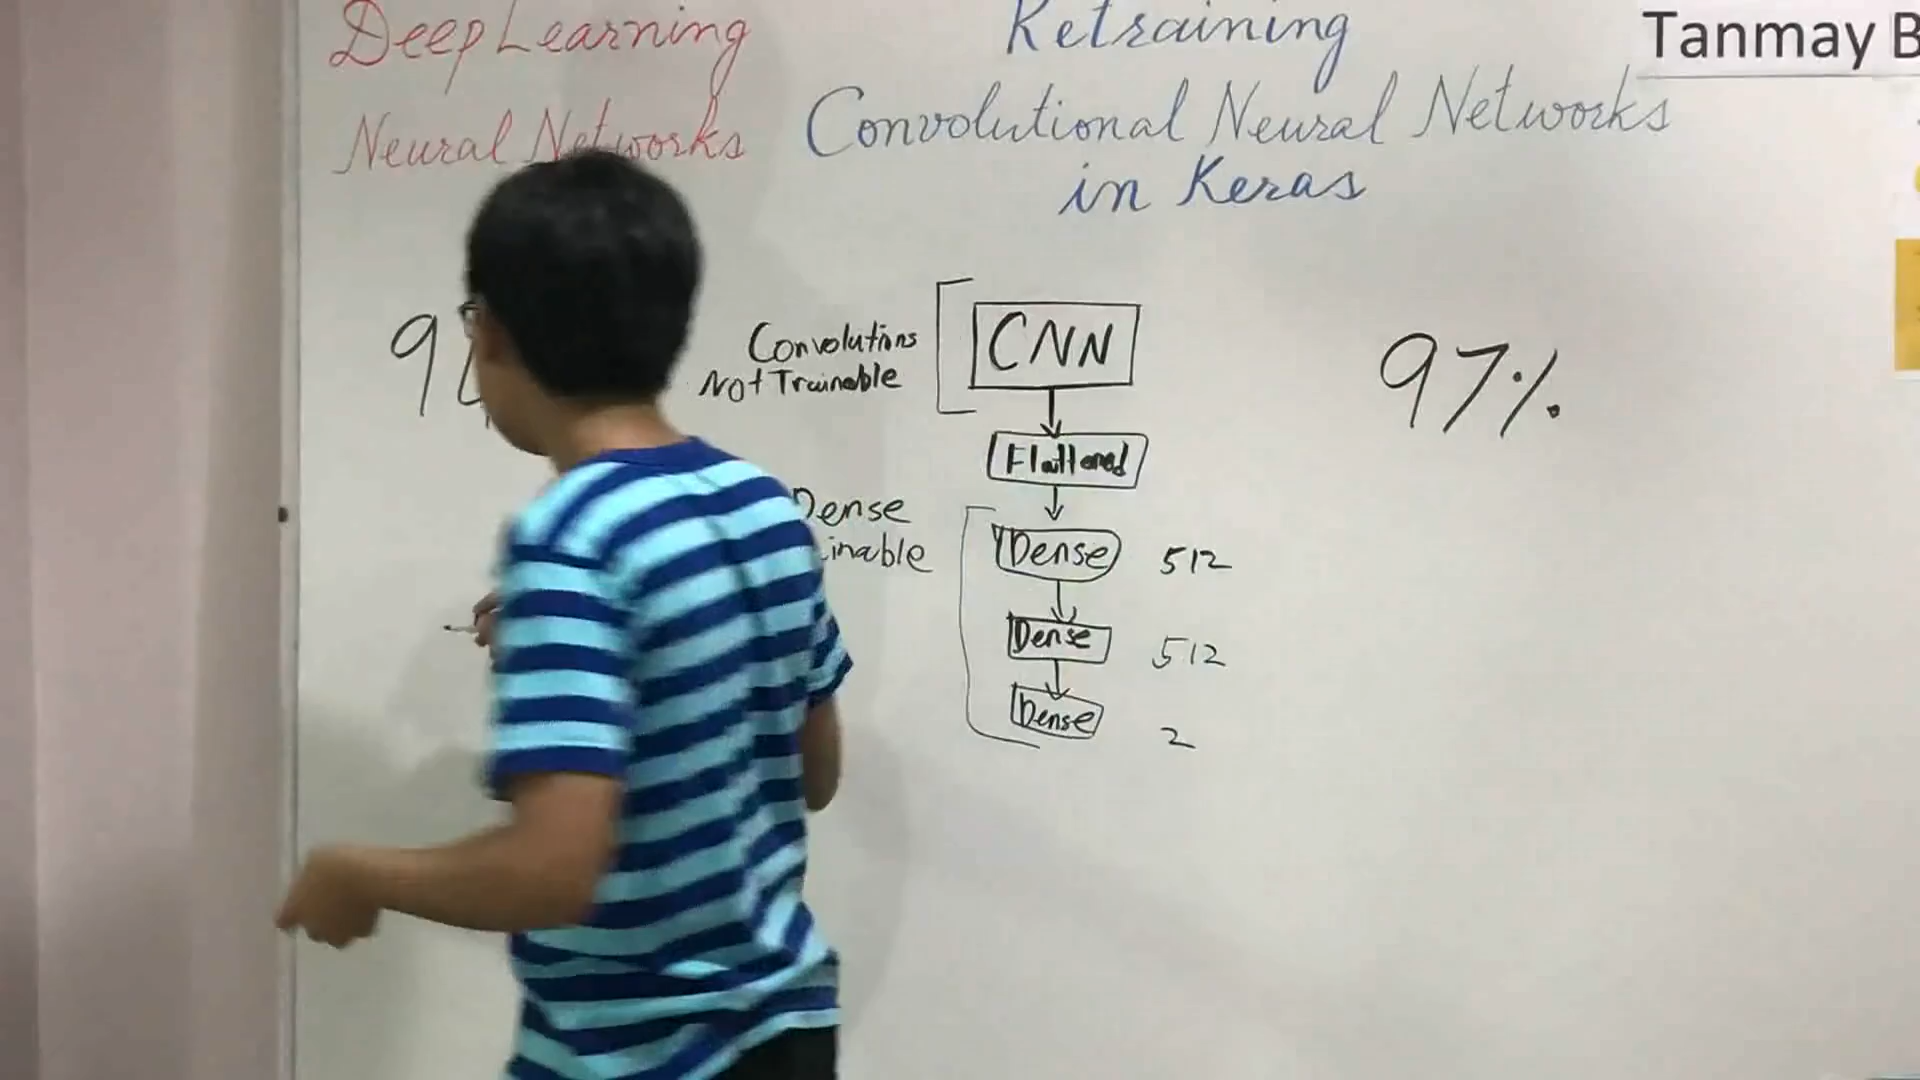 Deep Learning
Neural Networks
Retraining
Convolutional Neural Networks
in Keras
Tanmay B
Convolutions
Not Trainable
CNN
97%
Flattened
Dense
Dense 512
Dense 512
Dense 2